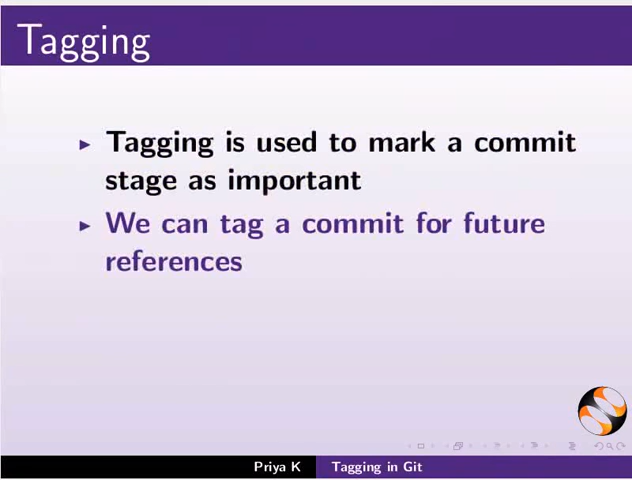 Tagging
Tagging is used to mark a commit
stage as important
We can tag a commit for future
references
Priya K
Tagging in Git